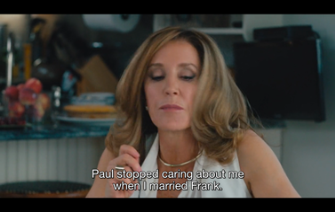 Paul stopped caring about me
when I married Frank.